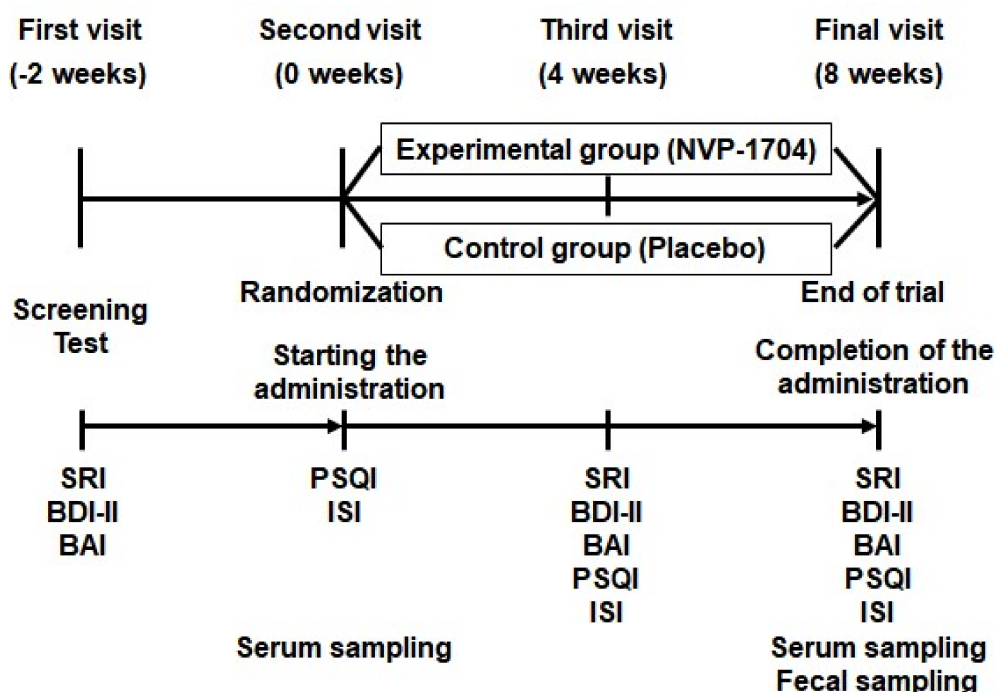 First visit
(-2 weeks)
Second visit
(0 weeks)
Third visit
(4 weeks)
Final visit
(8 weeks)
Experimental group (NVP-1704)
Control group (Placebo)
Screening
Test
Randomization
End of trial
Starting the
administration
Completion of the
administration
SRI
BDI-II
BAI
PSQI
ISI
SRI
BDI-II
BAI
PSQI
ISI
SRI
BDI-II
BAI
PSQI
ISI
Serum sampling
Serum sampling
Fecal sampling